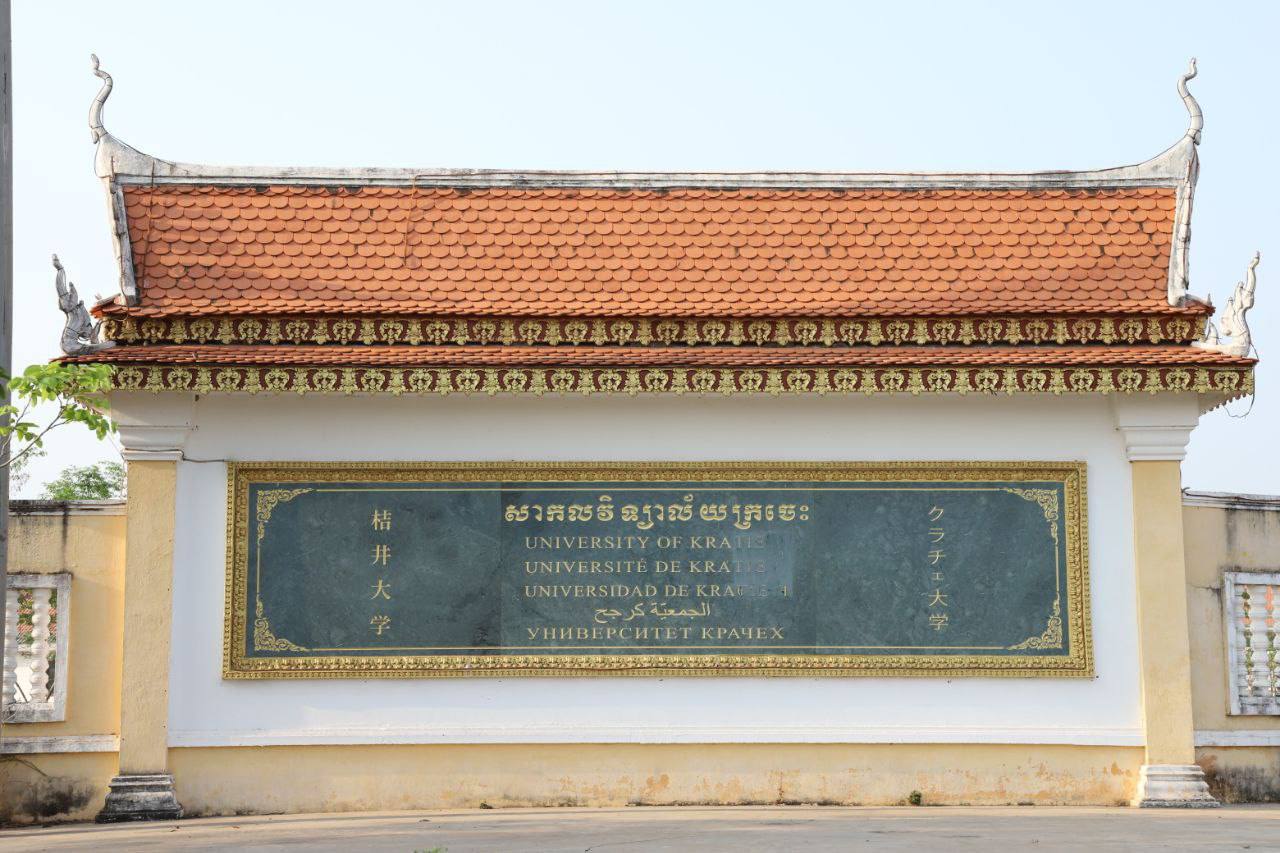 桔井大学
សាកលវិទ្យាល័យក្រចេះ
UNIVERSITY OF KRATIE
UNIVERSITÉ DE KRATIE
UNIVERSIDAD DE
الجمعيّة كرجح
УНИВЕРСИТЕТ КРАЧЕХ
クラチェ大学